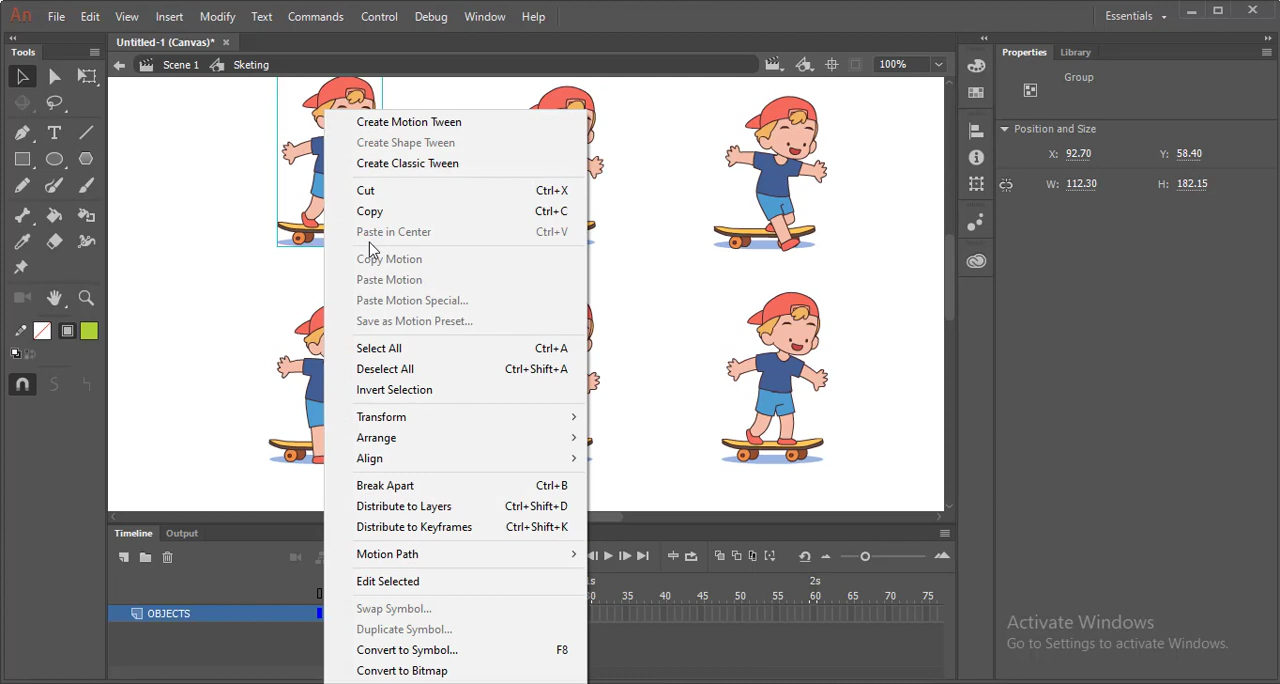 An File Edit View Insert Modify Text Commands Control Debug Window Help Essentials
Tools
Untitled-1 (Canvas)* ×
Properties Library
Scene 1 Sketing 100%
Group
Position and Size
X: 92.70 Y: 58.40
W: 112.30 H: 182.15
Create Motion Tween
Create Shape Tween
Create Classic Tween
Cut Ctrl+X
Copy Ctrl+C
Paste in Center Ctrl+V
Copy Motion
Paste Motion
Paste Motion Special...
Save as Motion Preset...
Select All Ctrl+A
Deselect All Ctrl+Shift+A
Invert Selection
Transform
Arrange
Align
Break Apart Ctrl+B
Distribute to Layers Ctrl+Shift+D
Distribute to Keyframes Ctrl+Shift+K
Motion Path
Edit Selected
Swap Symbol...
Duplicate Symbol...
Convert to Symbol... F8
Convert to Bitmap
Timeline Output
2s
35 40 45 50 55 60 65 70 75
OBJECTS
Activate Windows
Go to Settings to activate Windows.